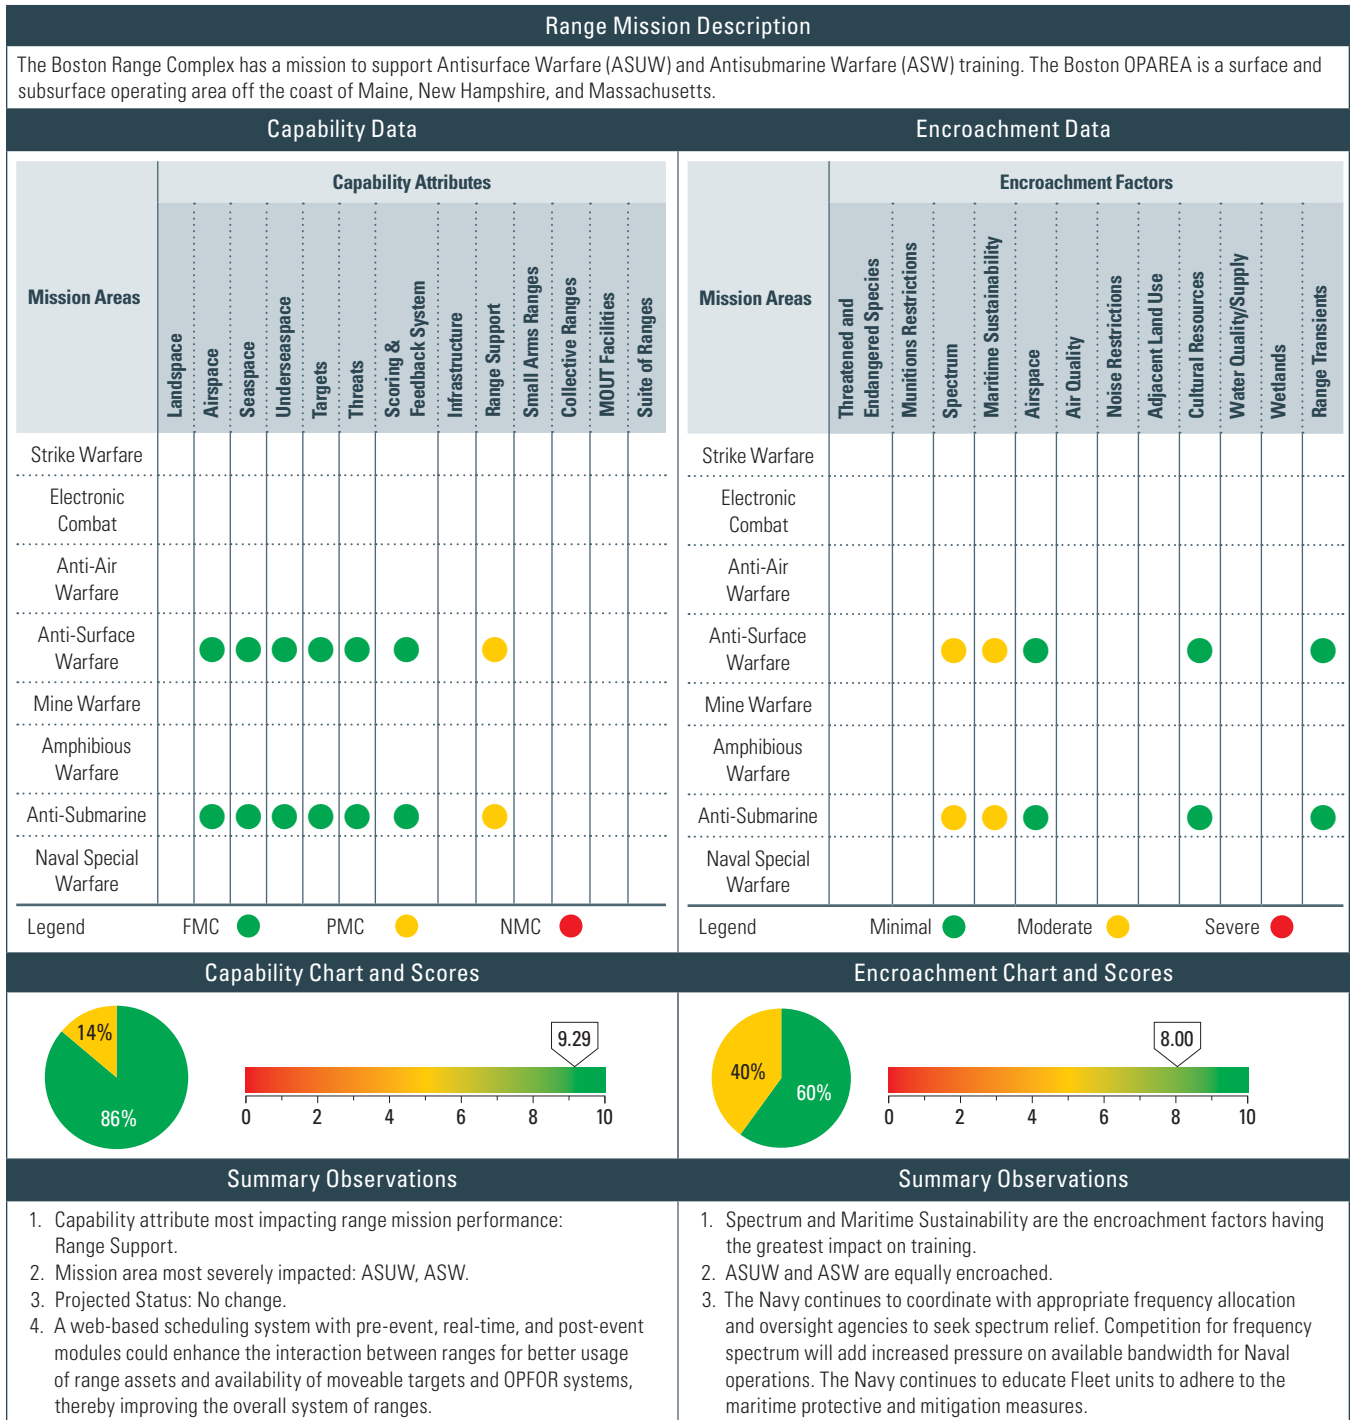 Range Mission Description
The Boston Range Complex has a mission to support Antisurface Warfare (ASUW) and Antisubmarine Warfare (ASW) training. The Boston OPAREA is a surface and
subsurface operating area off the coast of Maine, New Hampshire, and Massachusetts.
Capability Data
Mission Areas
Capability Attributes
Landspace
Airspace
Seaspace
Underseaspace
Targets
Threats
Scoring &
Feedback System
Infrastructure
Range Support
Small Arms Ranges
Collective Ranges
MOUT Facilities
Suite of Ranges
Strike Warfare
Electronic
Combat
Anti-Air
Warfare
Anti-Surface
Warfare
Mine Warfare
Amphibious
Warfare
Anti-Submarine
Naval Special
Warfare
Legend FMC PMC NMC
Encroachment Data
Mission Areas
Encroachment Factors
Threatened and
Endangered Species
Munitions Restrictions
Spectrum
Maritime Sustainability
Airspace
Air Quality
Noise Restrictions
Adjacent Land Use
Cultural Resources
Water Quality/Supply
Wetlands
Range Transients
Strike Warfare
Electronic
Combat
Anti-Air
Warfare
Anti-Surface
Warfare
Mine Warfare
Amphibious
Warfare
Anti-Submarine
Naval Special
Warfare
Legend Minimal Moderate Severe
Capability Chart and Scores
14%
86%
9.29
0 2 4 6 8 10
Encroachment Chart and Scores
40%
60%
8.00
0 2 4 6 8 10
Summary Observations
1. Capability attribute most impacting range mission performance:
Range Support.
2. Mission area most severely impacted: ASUW, ASW.
3. Projected Status: No change.
4. A web-based scheduling system with pre-event, real-time, and post-event
modules could enhance the interaction between ranges for better usage
of range assets and availability of moveable targets and OPFOR systems,
thereby improving the overall system of ranges.
Summary Observations
1. Spectrum and Maritime Sustainability are the encroachment factors having
the greatest impact on training.
2. ASUW and ASW are equally encroached.
3. The Navy continues to coordinate with appropriate frequency allocation
and oversight agencies to seek spectrum relief. Competition for frequency
spectrum will add increased pressure on available bandwidth for Naval
operations. The Navy continues to educate Fleet units to adhere to the
maritime protective and mitigation measures.